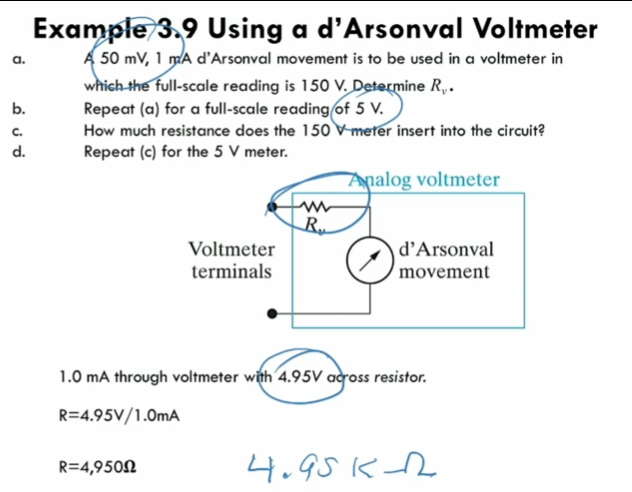 Example 3.9 Using a d'Arsonval Voltmeter
a. A 50 mV, 1 mA d'Arsonval movement is to be used in a voltmeter in
which the full-scale reading is 150 V. Determine Rᵥ.
b. Repeat (a) for a full-scale reading of 5 V.
c. How much resistance does the 150 V meter insert into the circuit?
d. Repeat (c) for the 5 V meter.
Analog voltmeter
Rᵥ
Voltmeter
terminals
d'Arsonval
movement
1.0 mA through voltmeter with 4.95V across resistor.
R=4.95V/1.0mA
R=4,950Ω
4.95 K Ω